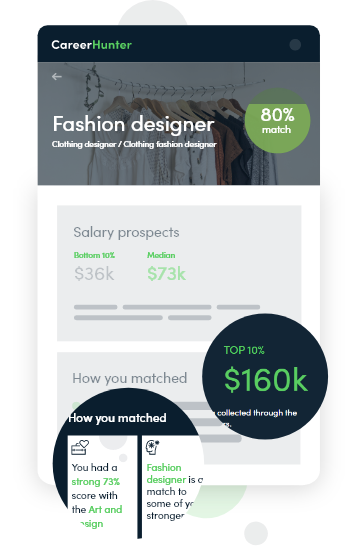 CareerHunter
80%
match
Fashion designer
Clothing designer / Clothing fashion designer
Salary prospects
Bottom 10%
Median
$36k
$73k
TOP 10%
$160k
collected through the
How you matched
How you matched
You had a
strong 73%
score with
the Art and
Fashion
designer is
match to
some of
stronger